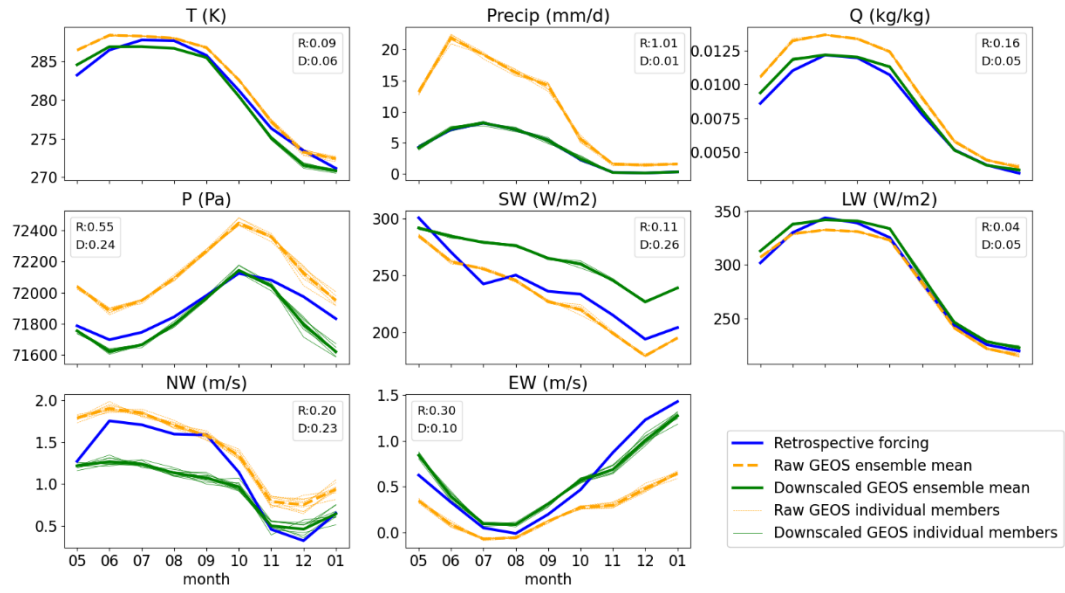 T (K)
285
280
275
270
R:0.09
D:0.06
Precip (mm/d)
20
15
10
5
0
R:1.01
D:0.01
Q (kg/kg)
0.0125
0.0100
0.0075
0.0050
R:0.16
D:0.05
P (Pa)
72400
72200
72000
71800
71600
R:0.55
D:0.24
SW (W/m2)
300
250
200
R:0.11
D:0.26
LW (W/m2)
350
300
250
R:0.04
D:0.05
NW (m/s)
2.0
1.5
1.0
0.5
R:0.20
D:0.23
05 06 07 08 09 10 11 12 01
month
EW (m/s)
1.5
1.0
0.5
0.0
R:0.30
D:0.10
05 06 07 08 09 10 11 12 01
month
Retrospective forcing
Raw GEOS ensemble mean
Downscaled GEOS ensemble mean
Raw GEOS individual members
Downscaled GEOS individual members